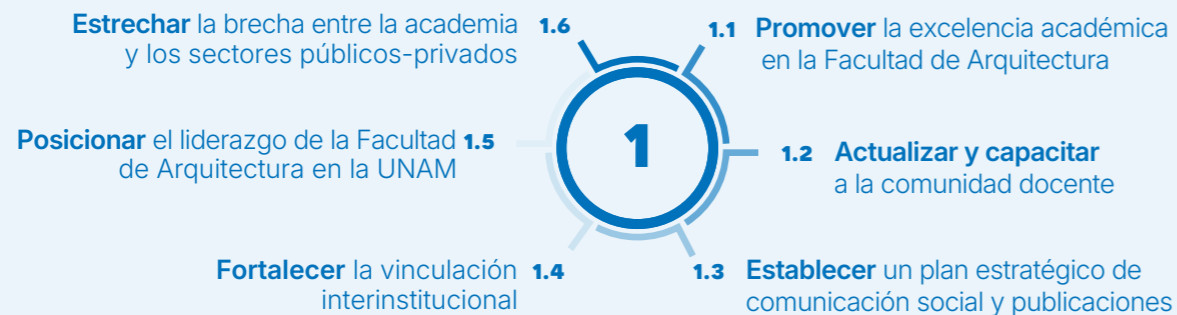 1
1.1 Promover la excelencia académica
en la Facultad de Arquitectura
1.2 Actualizar y capacitar
a la comunidad docente
1.3 Establecer un plan estratégico de
comunicación social y publicaciones
Fortalecer la vinculación 1.4
interinstitucional
Posicionar el liderazgo de la Facultad 1.5
de Arquitectura en la UNAM
Estrechar la brecha entre la academia 1.6
y los sectores públicos-privados